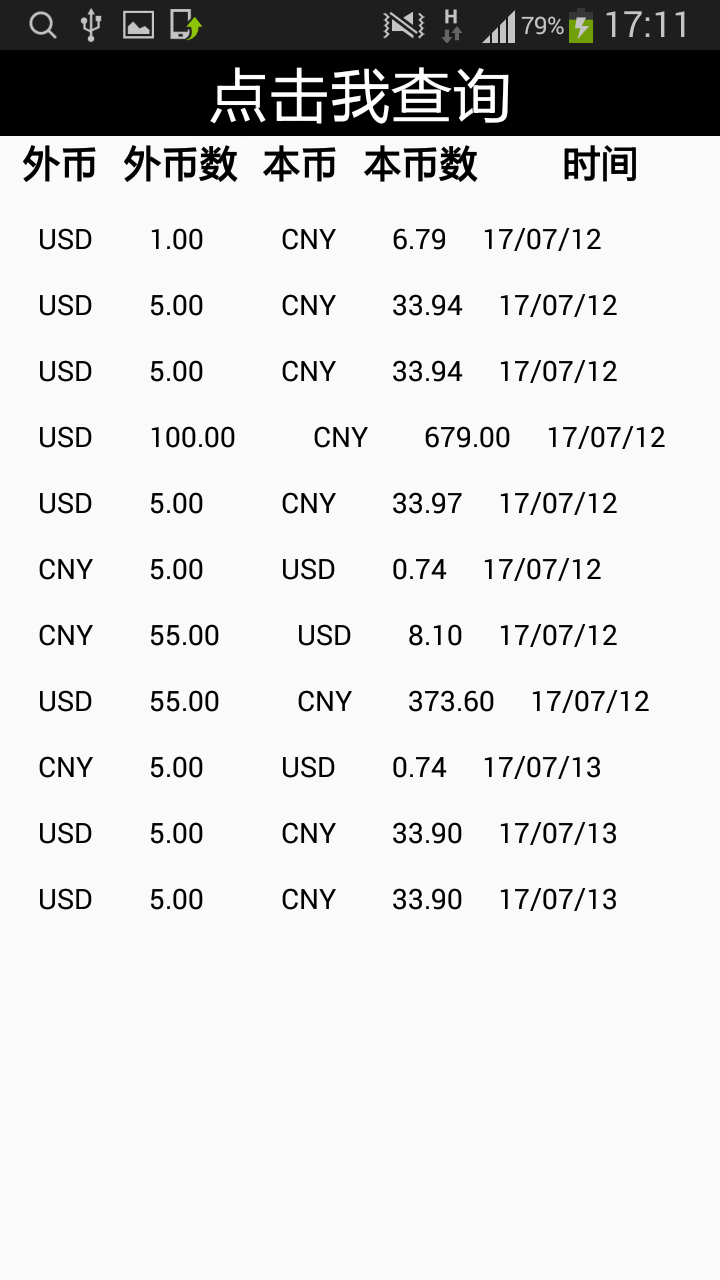 H 79% 17:11
点击我查询
外币 外币数 本币 本币数 时间
USD 1.00 CNY 6.79 17/07/12
USD 5.00 CNY 33.94 17/07/12
USD 5.00 CNY 33.94 17/07/12
USD 100.00 CNY 679.00 17/07/12
USD 5.00 CNY 33.97 17/07/12
CNY 5.00 USD 0.74 17/07/12
CNY 55.00 USD 8.10 17/07/12
USD 55.00 CNY 373.60 17/07/12
CNY 5.00 USD 0.74 17/07/13
USD 5.00 CNY 33.90 17/07/13
USD 5.00 CNY 33.90 17/07/13